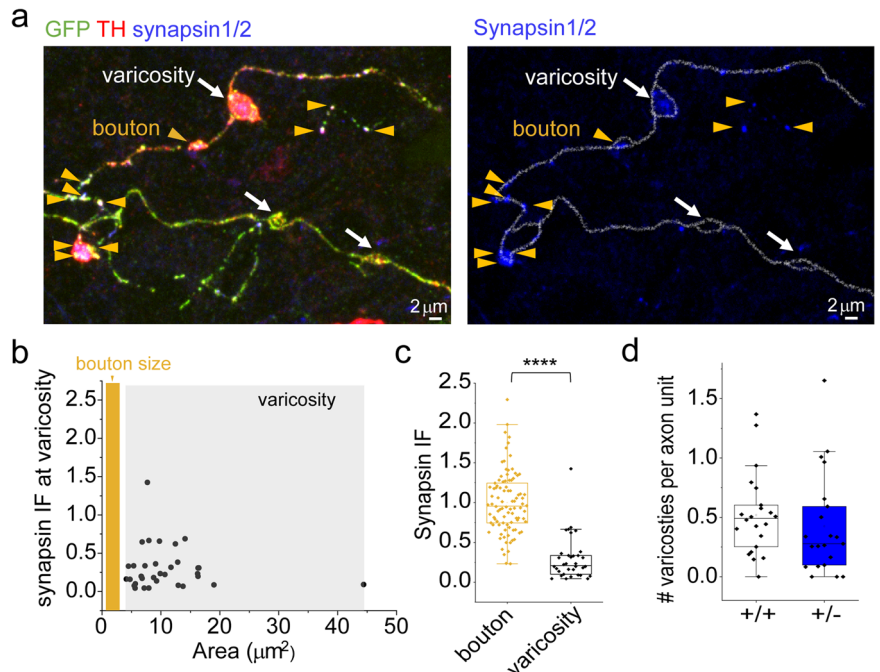 a
GFP TH synapsin1/2
Synapsin1/2
varicosity
bouton
2 μm
varicosity
bouton
2 μm
b
bouton size
varicosity
synapsin IF at varicosity
2.5
2.0
1.5
1.0
0.5
0.0
0 10 20 30 40 50
Area (μm²)
c
****
Synapsin IF
2.5
2.0
1.5
1.0
0.5
0.0
bouton varicosity
d
# varicosties per axon unit
1.5
1.0
0.5
0.0
+/+ +/-